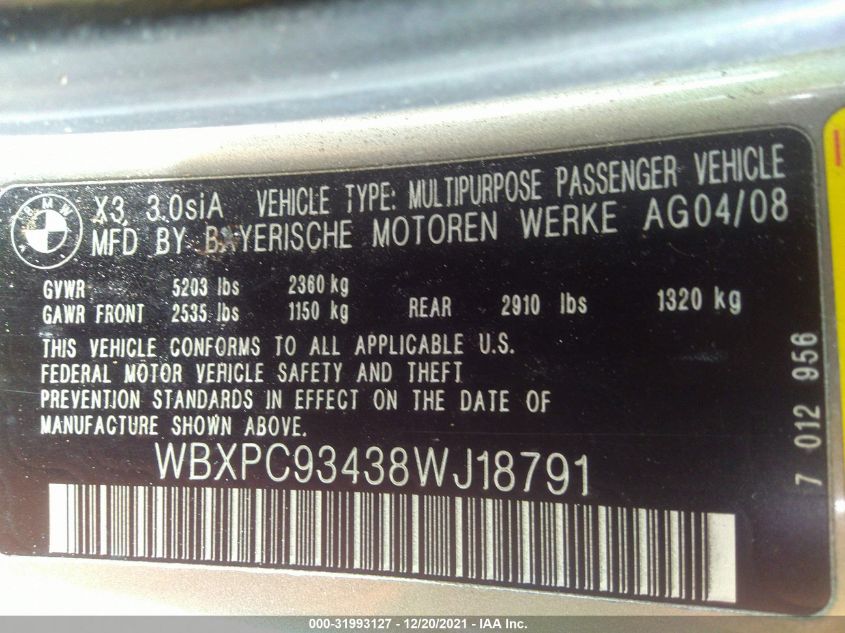 BMW
X3, 3.0siA VEHICLE TYPE: MULTIPURPOSE PASSENGER VEHICLE
MFD BY BAYERISCHE MOTOREN WERKE AG04/08
GVWR 5203 lbs 2360 kg
GAWR FRONT 2535 lbs 1150 kg REAR 2910 lbs 1320 kg
THIS VEHICLE CONFORMS TO ALL APPLICABLE U.S.
FEDERAL MOTOR VEHICLE SAFETY AND THEFT
PREVENTION STANDARDS IN EFFECT ON THE DATE OF
MANUFACTURE SHOWN ABOVE.
WBXPC93438WJ18791
7 012 956
000-31993127 - 12/20/2021 - IAA Inc.